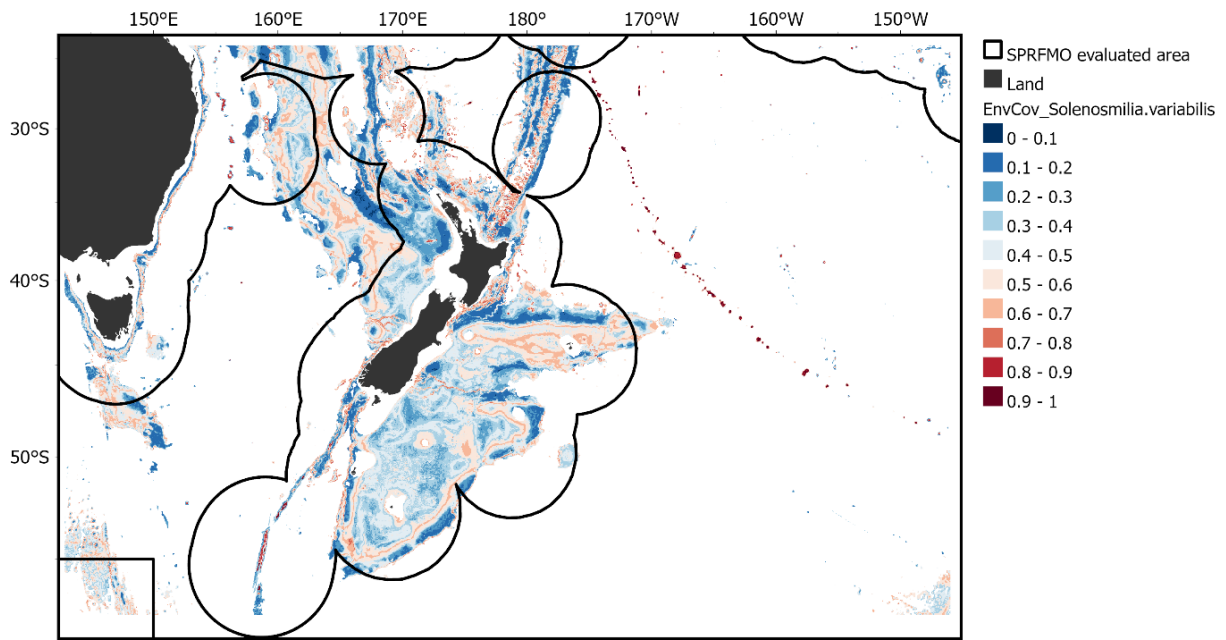 150°E 160°E 170°E 180° 170°W 160°W 150°W
30°S
40°S
50°S
SPRFMO evaluated area
Land
EnvCov_Solenosmilia.variabilis
0 - 0.1
0.1 - 0.2
0.2 - 0.3
0.3 - 0.4
0.4 - 0.5
0.5 - 0.6
0.6 - 0.7
0.7 - 0.8
0.8 - 0.9
0.9 - 1